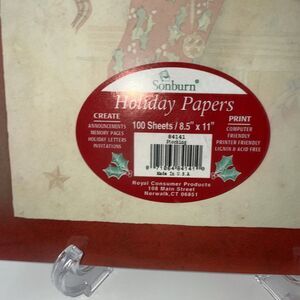 Sonburn
Holiday Papers
100 Sheets / 8.5" x 11"
CREATE
ANNOUNCEMENTS
MEMORY PAGES
HOLIDAY LETTERS
INVITATIONS
84141
Stocking
Made In U.S.A
PRINT
COMPUTER
FRIENDLY
PRINTER FRIENDLY
LIGNIN & ACID FREE
Royal Consumer Products
108 Main Street
Norwalk, CT 06851